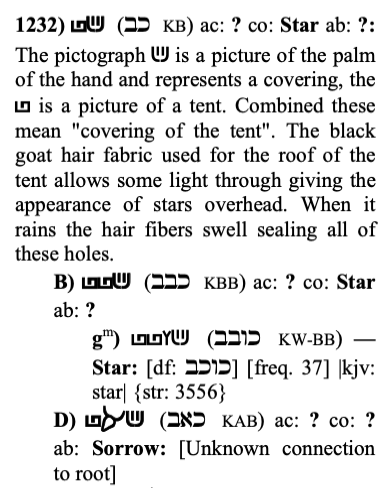 1232) (כב KB) ac: ? co: Star ab: ?:
The pictograph is a picture of the palm
of the hand and represents a covering, the
is a picture of a tent. Combined these
mean "covering of the tent". The black
goat hair fabric used for the roof of the
tent allows some light through giving the
appearance of stars overhead. When it
rains the hair fibers swell sealing all of
these holes.
B) (כבב KBB) ac: ? co: Star
ab: ?
gᵐ) (כובב KW-BB) —
Star: [df: כוכב] [freq. 37] |kjv:
star| {str: 3556}
D) (כאב KAB) ac: ? co: ?
ab: Sorrow: [Unknown connection
to root]